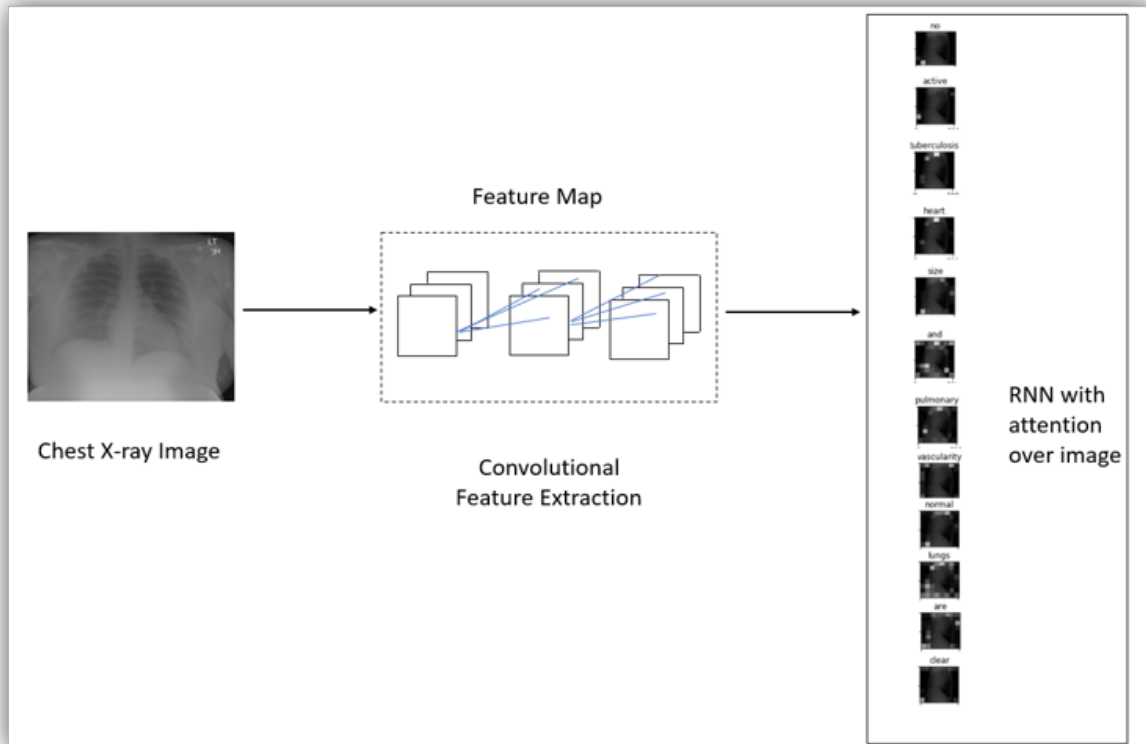 LT
Chest X-ray Image
Feature Map
Convolutional
Feature Extraction
no
active
tuberculosis
heart
size
and
pulmonary
vascularity
normal
lungs
are
clear
RNN with
attention
over image